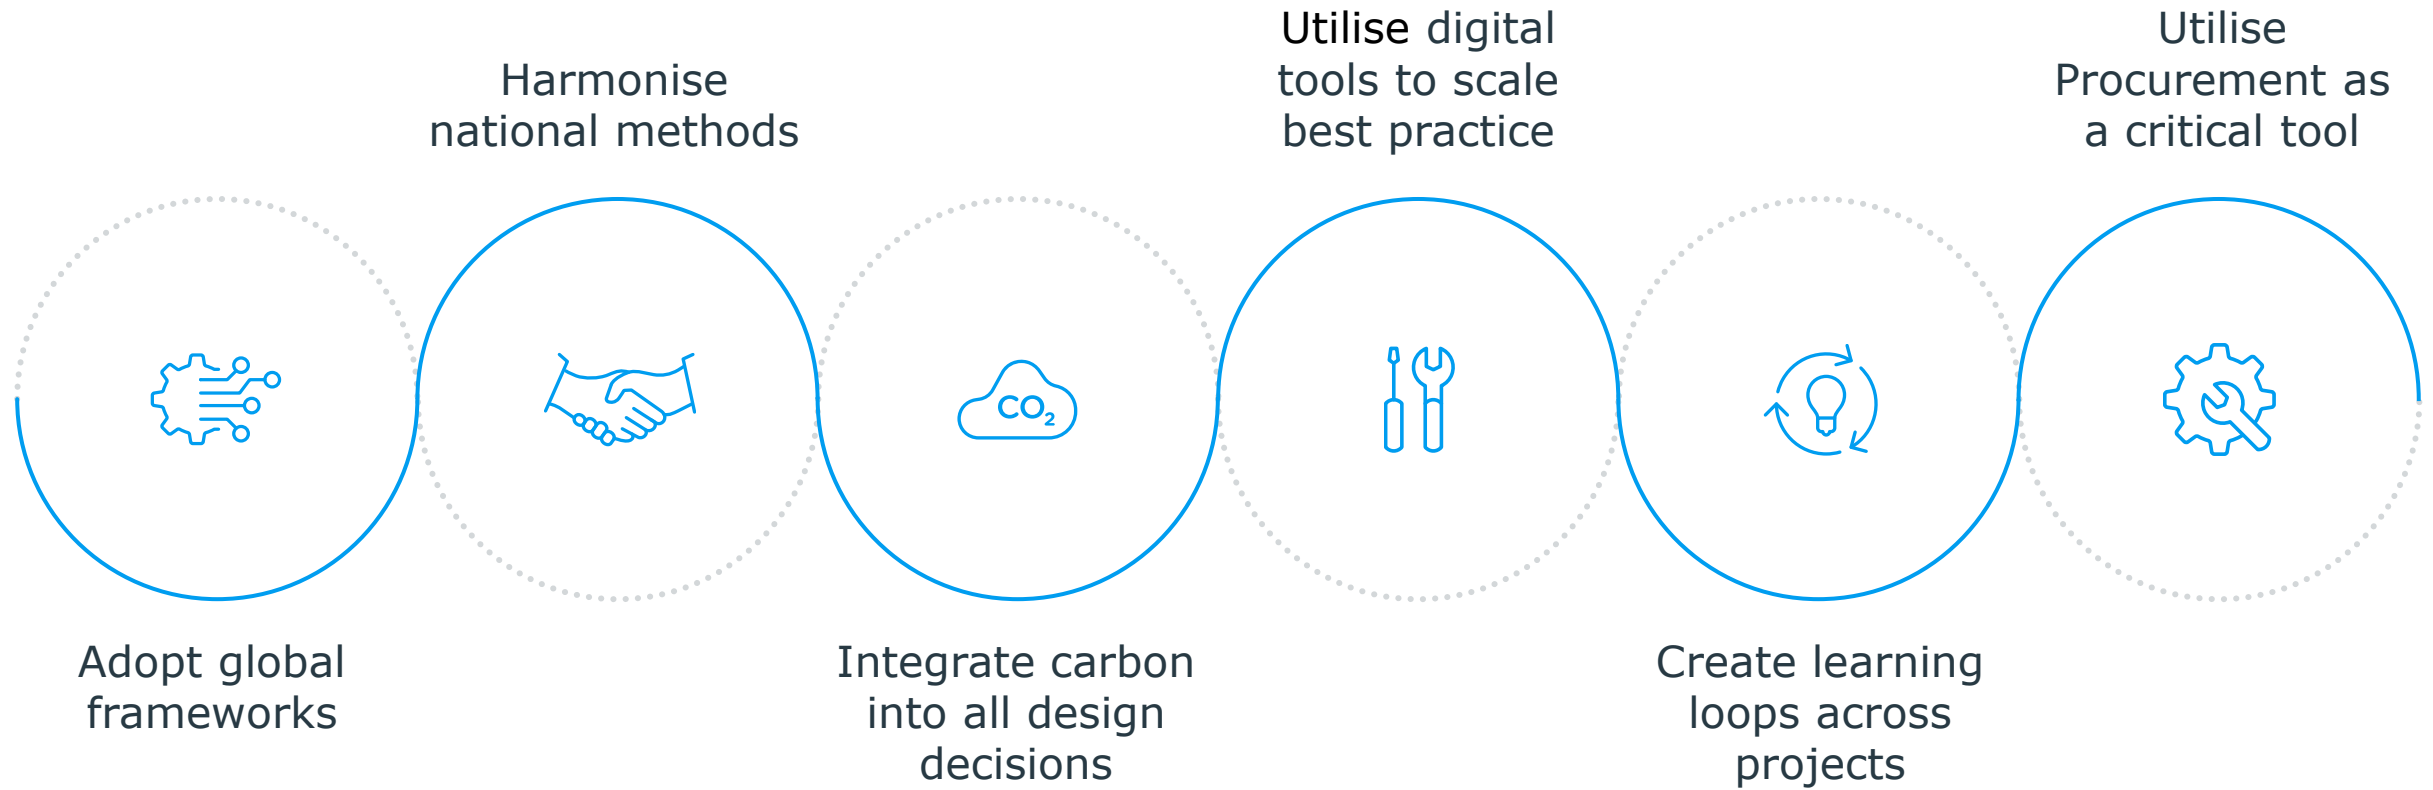 Adopt global
frameworks
Harmonise
national methods
CO₂
Integrate carbon
into all design
decisions
Utilise digital
tools to scale
best practice
Create learning
loops across
projects
Utilise
Procurement as
a critical tool